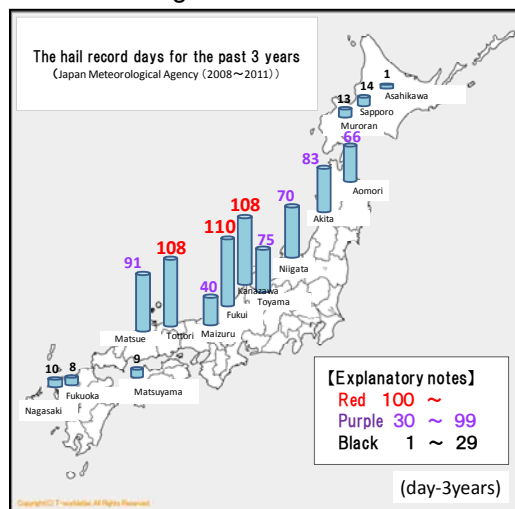 The hail record days for the past 3 years
(Japan Meteorological Agency (2008～2011))
1
14
Asahikawa
13
Sapporo
Muroran
66
83
Aomori
Akita
70
108
110
75
Niigata
108
91
40
Kanazawa
Toyama
Fukui
Matsue
Tottori
Maizuru
9
10
8
Fukuoka
Matsuyama
Nagasaki
【Explanatory notes】
Red 100 ～
Purple 30 ～ 99
Black 1 ～ 29
(day-3years)